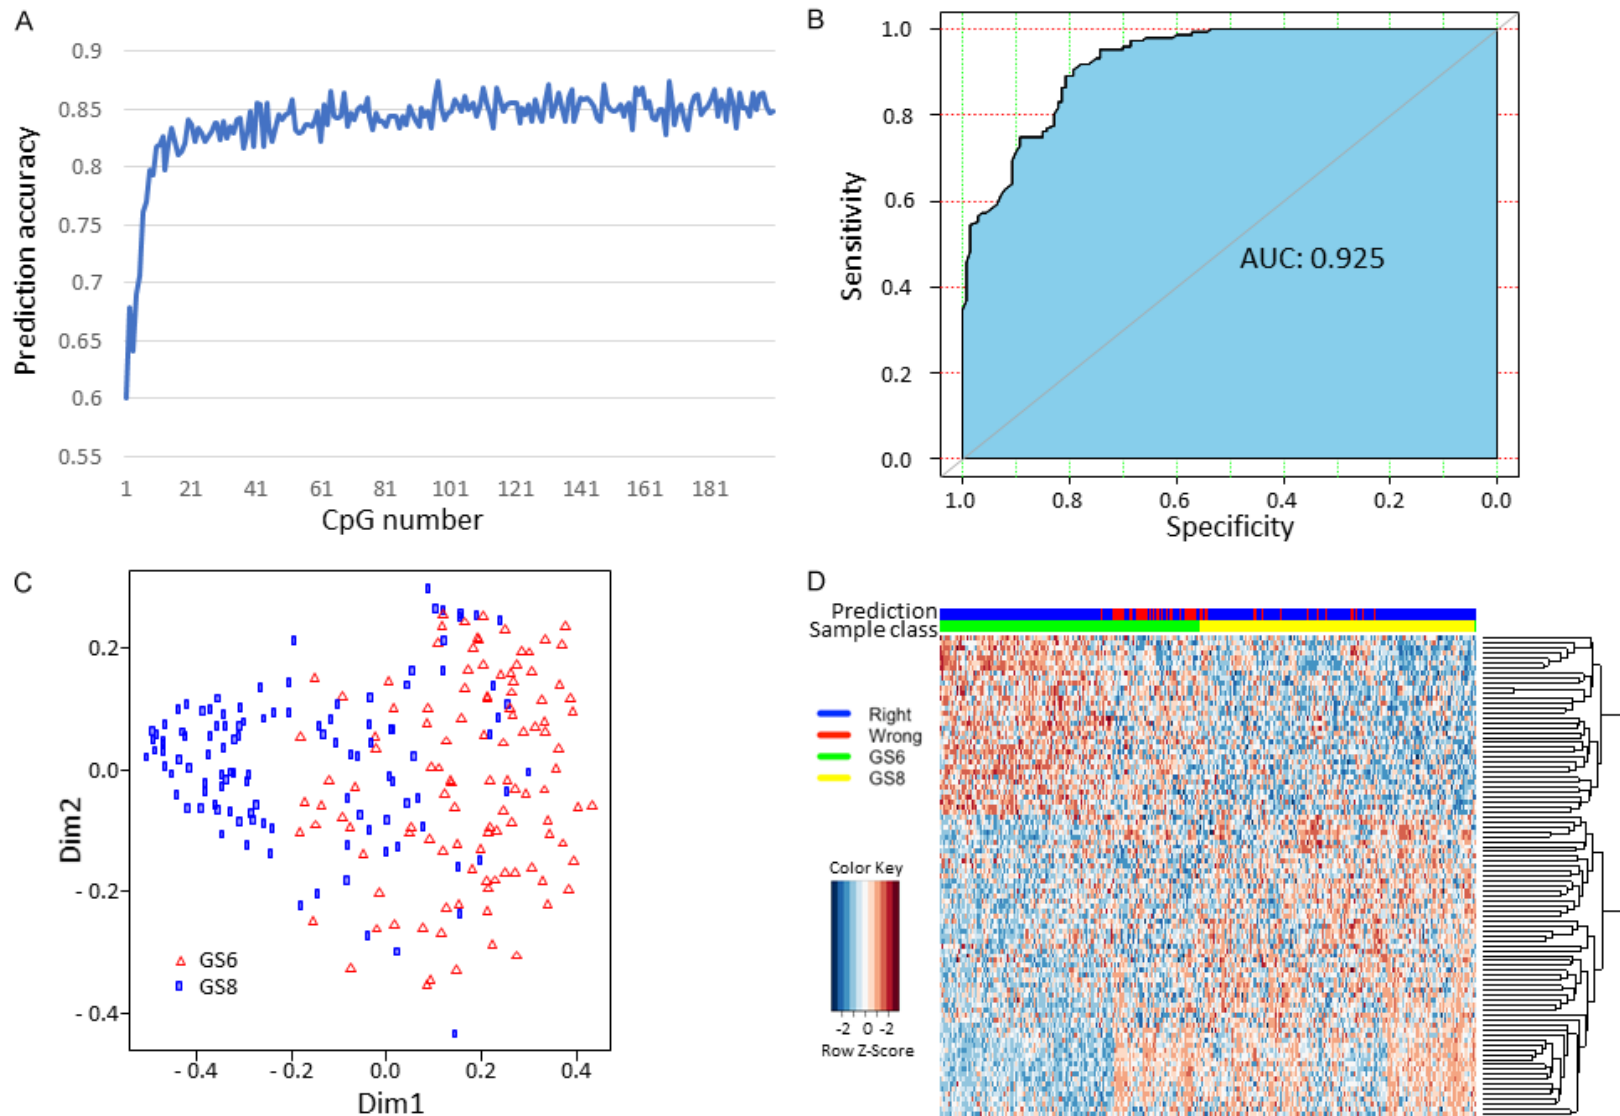 A
Prediction accuracy
0.9
0.85
0.8
0.75
0.7
0.65
0.6
0.55
1 21 41 61 81 101 121 141 161 181
CpG number
B
Sensitivity
1.0
0.8
0.6
0.4
0.2
0.0
AUC: 0.925
1.0 0.8 0.6 0.4 0.2 0.0
Specificity
C
Dim2
0.2
0.0
- 0.2
- 0.4
GS6
GS8
- 0.4 - 0.2 0.0 0.2 0.4
Dim1
D
Prediction
Sample class
Right
Wrong
GS6
GS8
Color Key
-2 0 -2
Row Z-Score